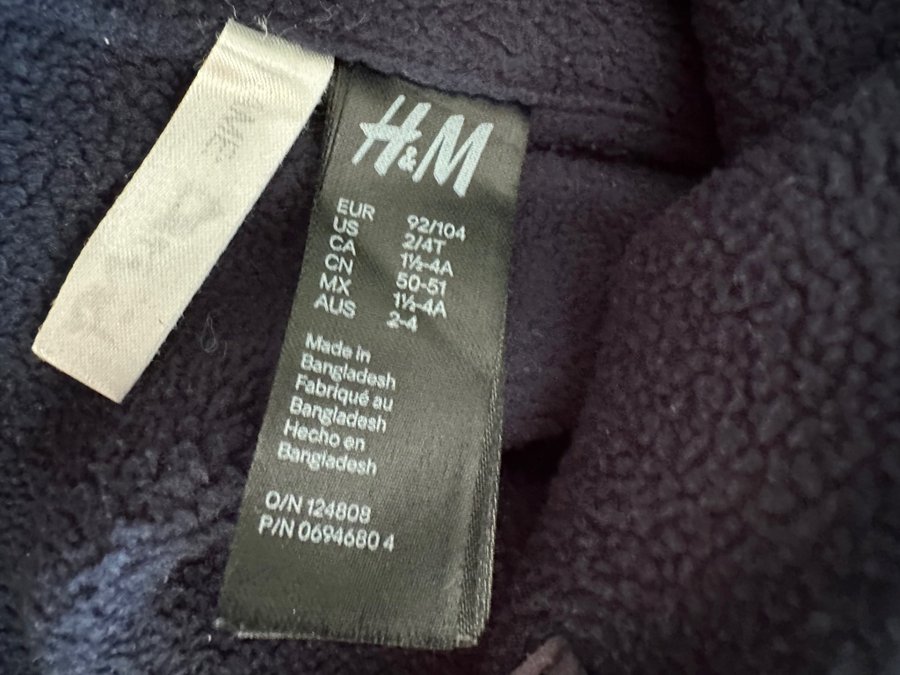 H&M
EUR 92/104
US 2/4T
CA 1½-4A
CN 50-51
MX 1½-4A
AUS 2-4
Made in
Bangladesh
Fabriqué au
Bangladesh
Hecho en
Bangladesh
O/N 124808
P/N 0694680 4